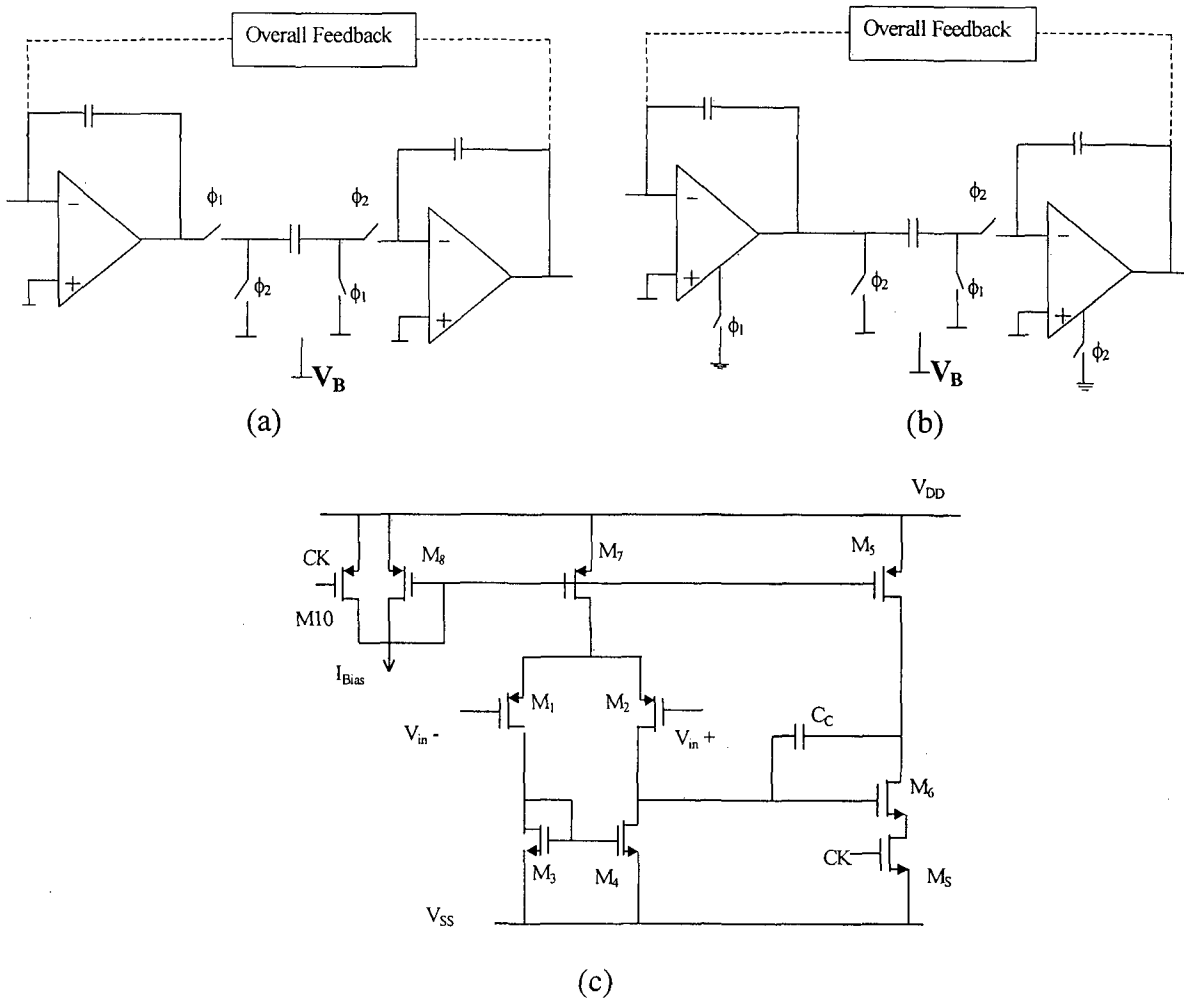 Overall Feedback
ϕ₁
ϕ₂
ϕ₂
ϕ₁
−
+
−
+
V_B
(a)
Overall Feedback
ϕ₂
ϕ₂
ϕ₁
ϕ₁
ϕ₂
−
+
−
+
V_B
(b)
V_DD
CK
M₈
M₇
M₅
M10
I_Bias
M₁
M₂
C_C
V_in -
V_in +
M₆
M₃
M₄
CK
M_S
V_SS
(c)